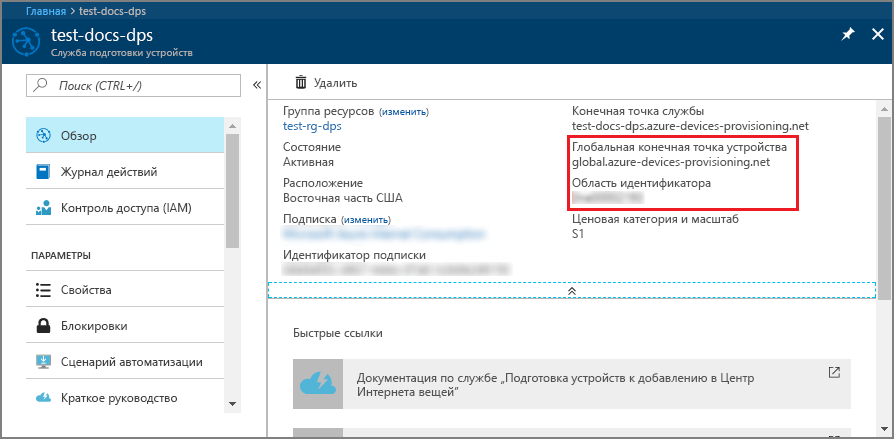 Главная > test-docs-dps
test-docs-dps
Служба подготовки устройств
Поиск (CTRL+/)
Обзор
Журнал действий
Контроль доступа (IAM)
ПАРАМЕТРЫ
Свойства
Блокировки
Сценарий автоматизации
Краткое руководство
Удалить
Группа ресурсов (изменить)
test-rg-dps
Состояние
Активная
Расположение
Восточная часть США
Подписка (изменить)
Идентификатор подписки
Конечная точка службы
test-docs-dps.azure-devices-provisioning.net
Глобальная конечная точка устройства
global.azure-devices-provisioning.net
Область идентификатора
Ценовая категория и масштаб
S1
Быстрые ссылки
Документация по службе „Подготовка устройств к добавлению в Центр
Интернета вещей”